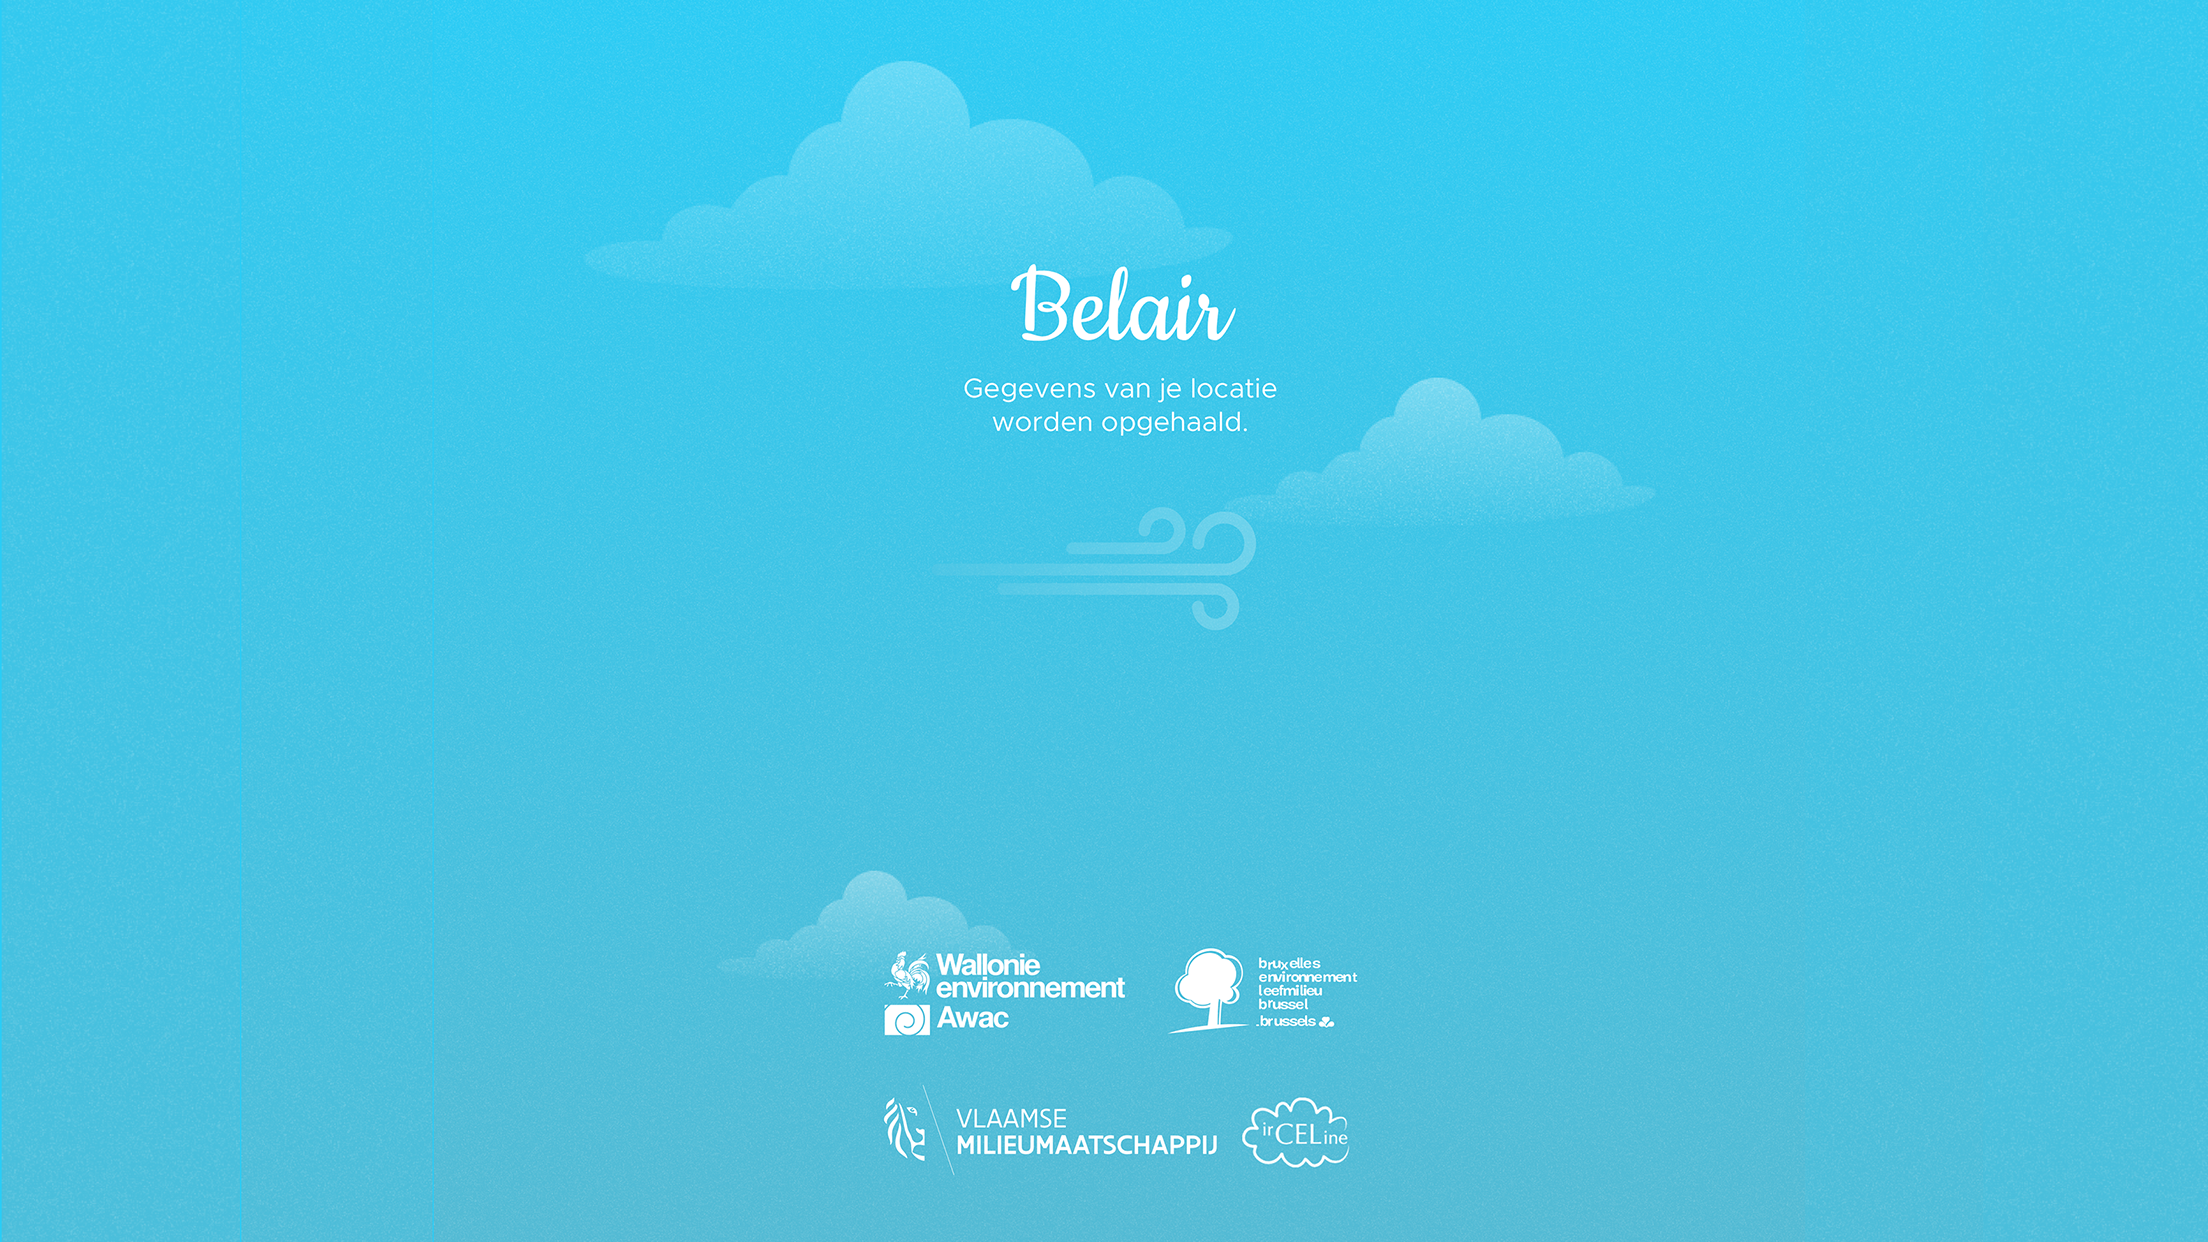 Belair
Gegevens van je locatie
worden opgehaald.
Wallonie
environnement
Awac
bruxelles
environnement
leefmilieu
brussel
.brussels
VLAAMSE
MILIEUMAATSCHAPPIJ
irCELine